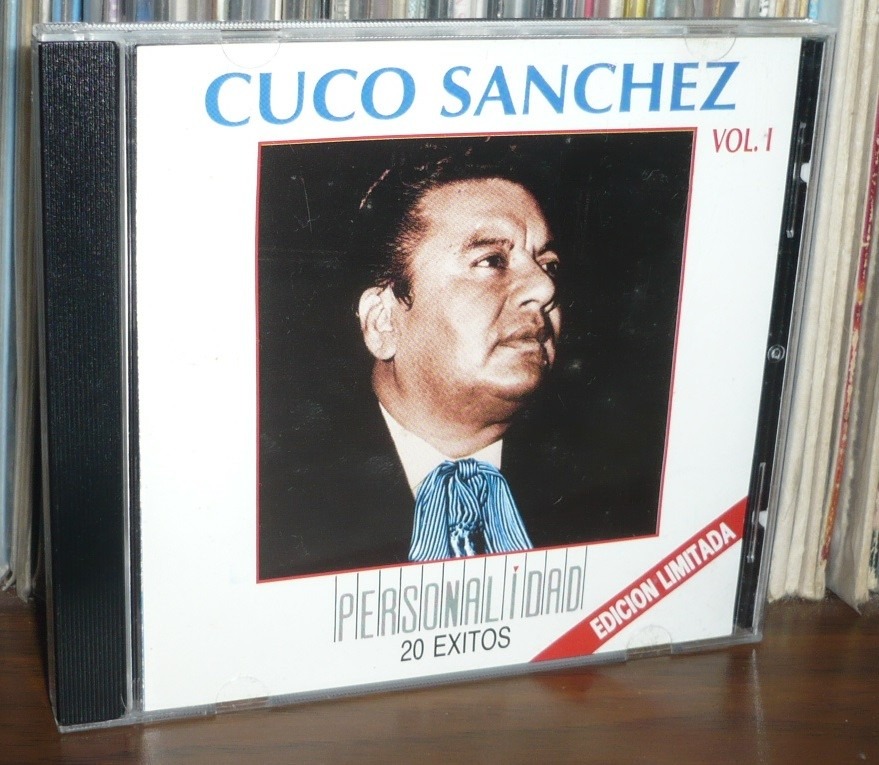 CUCO SANCHEZ
VOL. I
PERSONALIDAD
20 EXITOS
EDICION LIMITADA